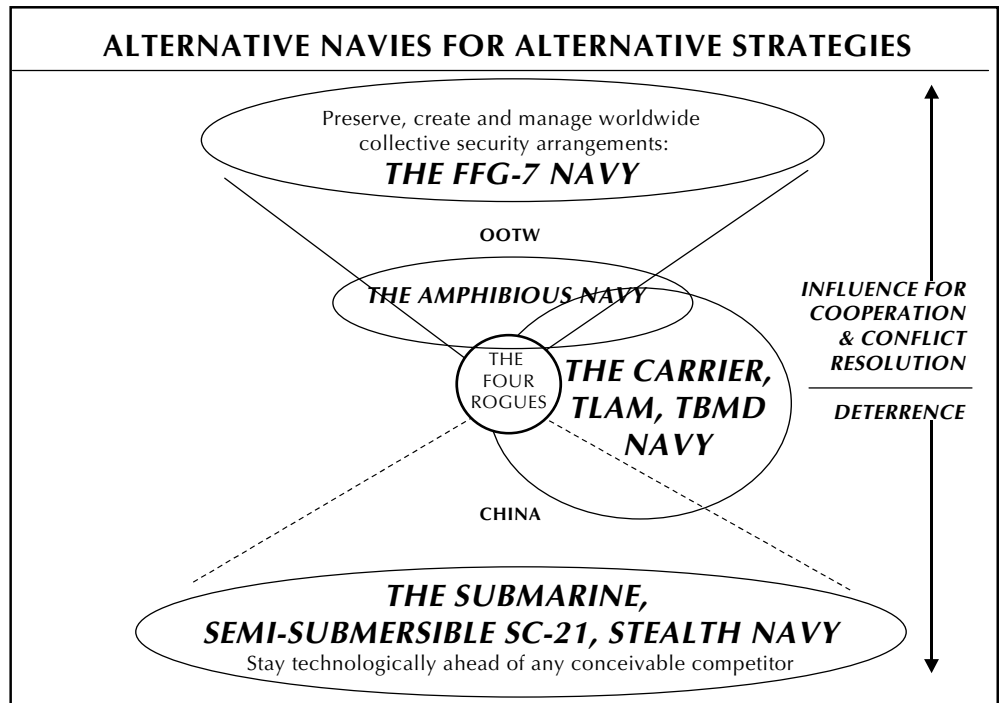 ALTERNATIVE NAVIES FOR ALTERNATIVE STRATEGIES
Preserve, create and manage worldwide
collective security arrangements:
THE FFG-7 NAVY
OOTW
THE AMPHIBIOUS NAVY
THE
FOUR
ROGUES
THE CARRIER,
TLAM, TBMD
NAVY
INFLUENCE FOR
COOPERATION
& CONFLICT
RESOLUTION
DETERRENCE
CHINA
THE SUBMARINE,
SEMI-SUBMERSIBLE SC-21, STEALTH NAVY
Stay technologically ahead of any conceivable competitor